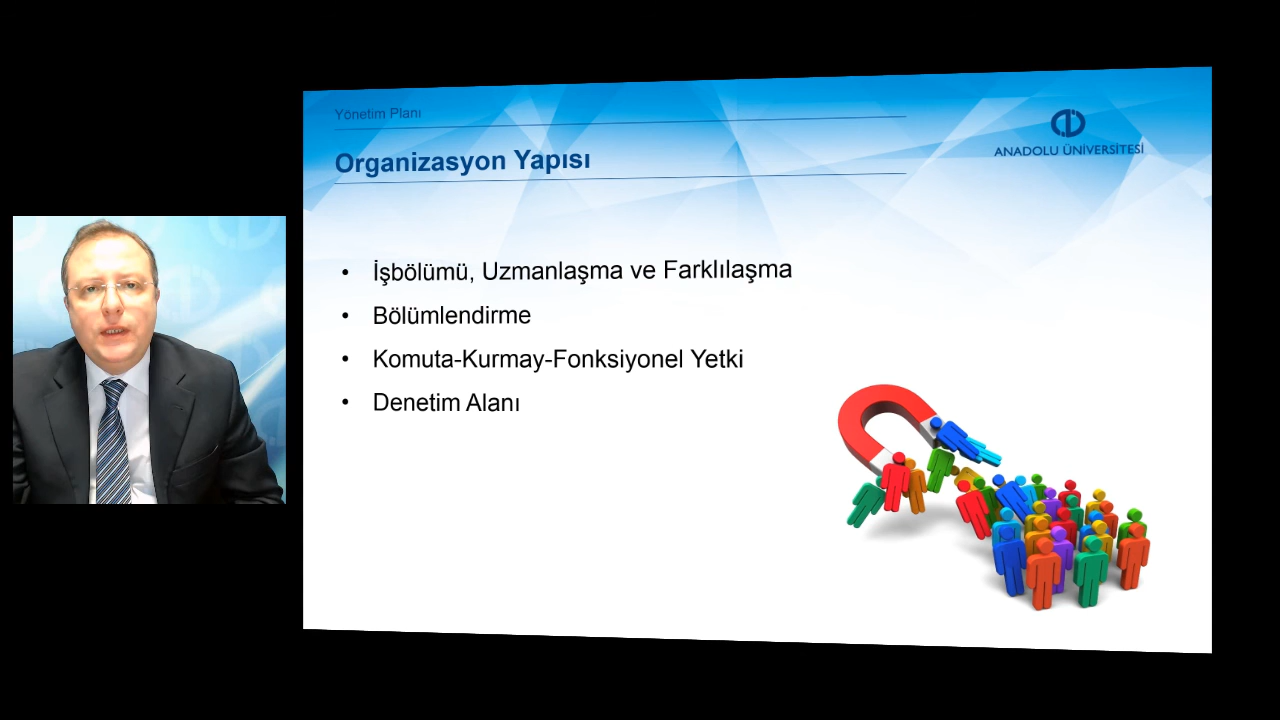 Yönetim Planı
Organizasyon Yapısı
ANADOLU ÜNİVERSİTESİ
• İşbölümü, Uzmanlaşma ve Farklılaşma
• Bölümlendirme
• Komuta-Kurmay-Fonksiyonel Yetki
• Denetim Alanı